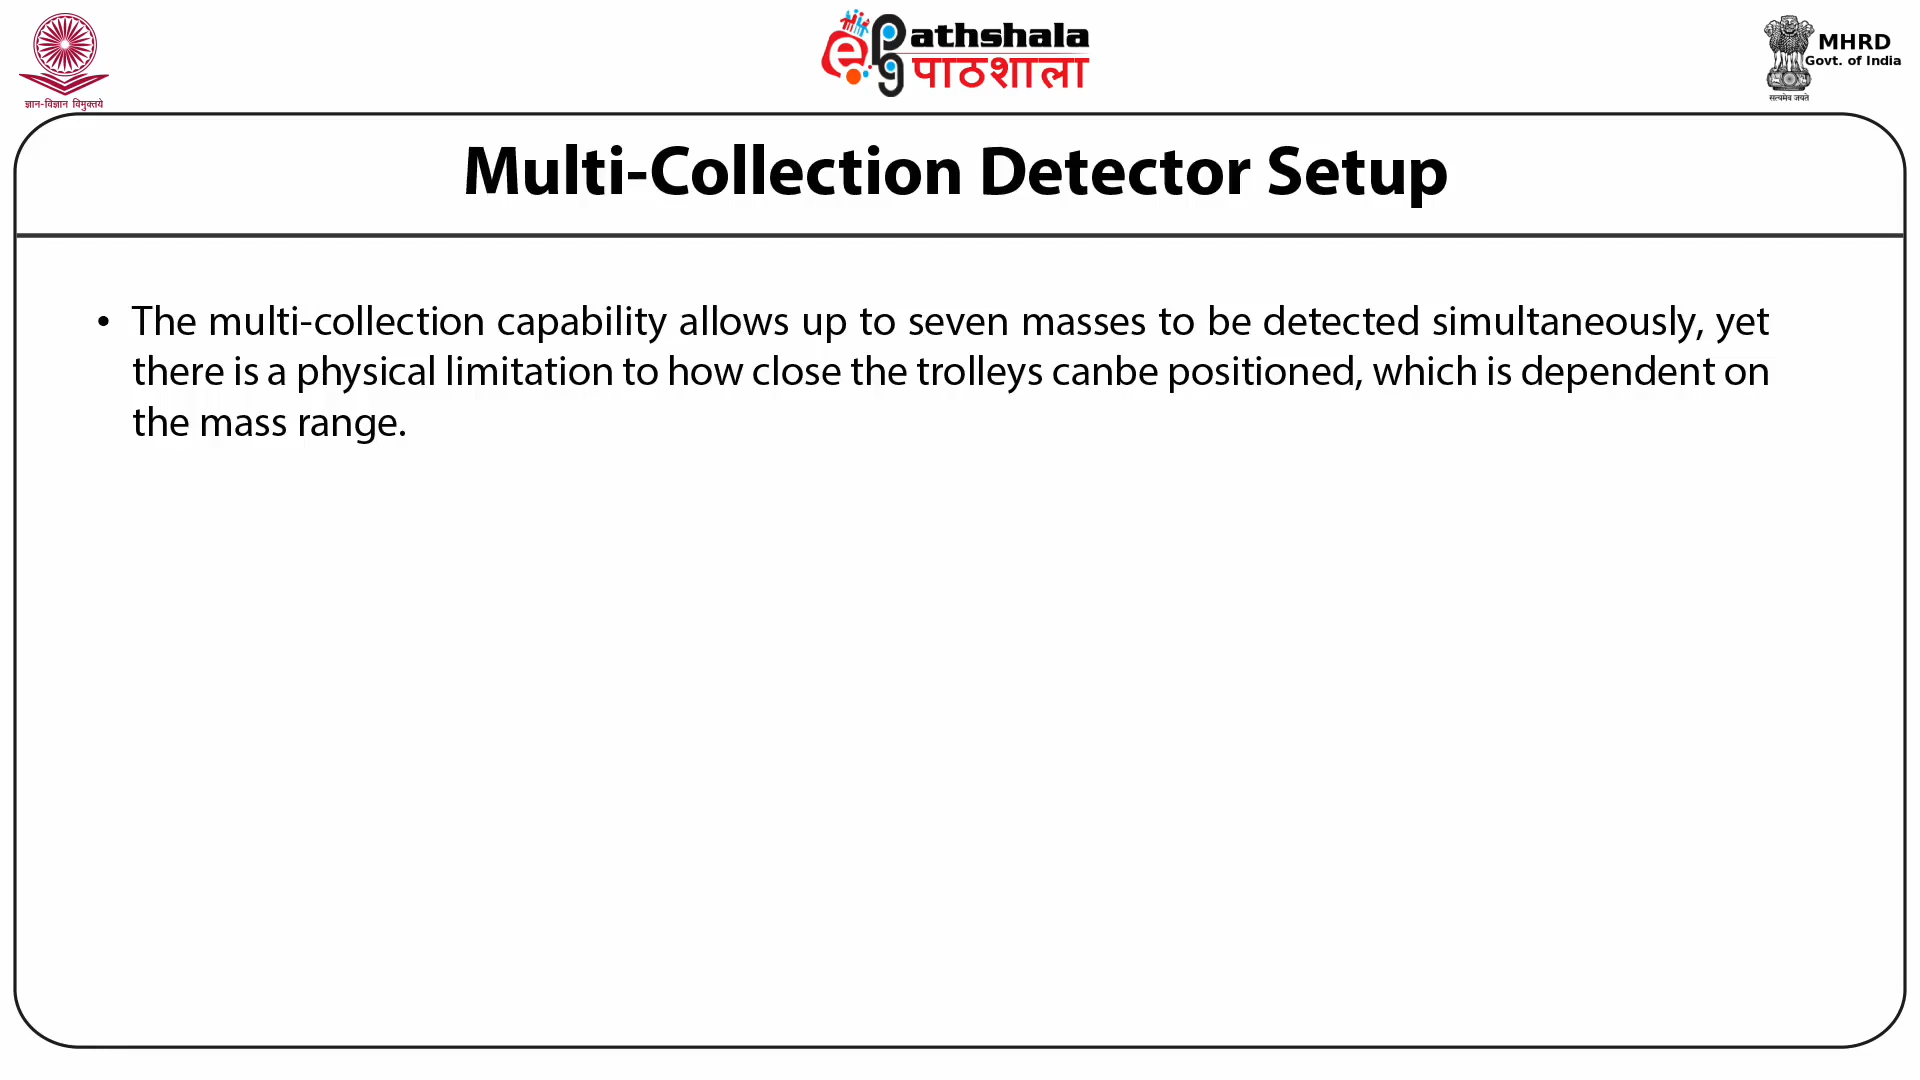 ज्ञान-विज्ञान विमुक्तये
ePathshala
पाठशाला
MHRD
Govt. of India
सत्यमेव जयते
Multi-Collection Detector Setup
• The multi-collection capability allows up to seven masses to be detected simultaneously, yet
there is a physical limitation to how close the trolleys canbe positioned, which is dependent on
the mass range.